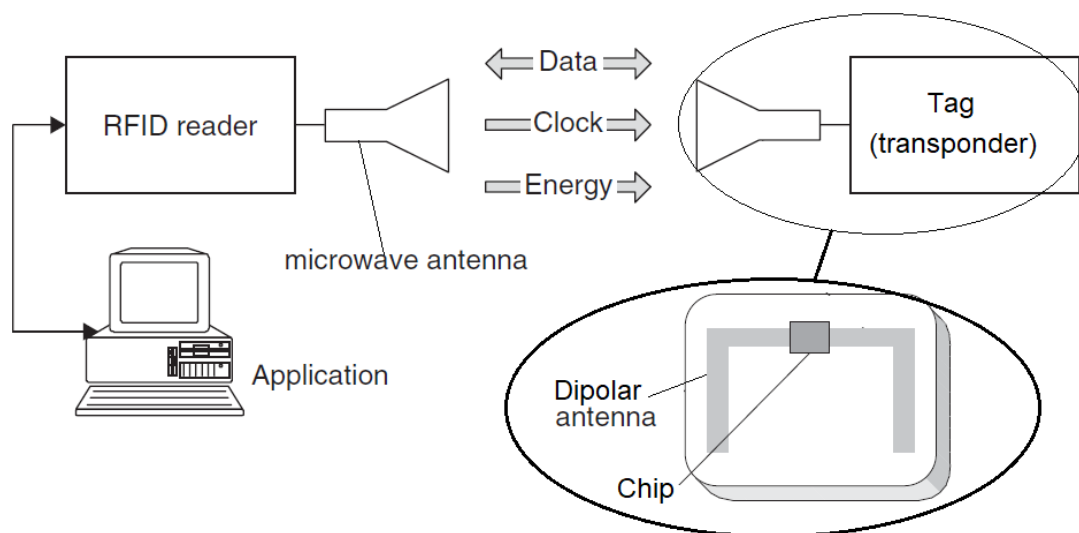 RFID reader
Data
Clock
Energy
Tag
(transponder)
microwave antenna
Application
Dipolar
antenna
Chip